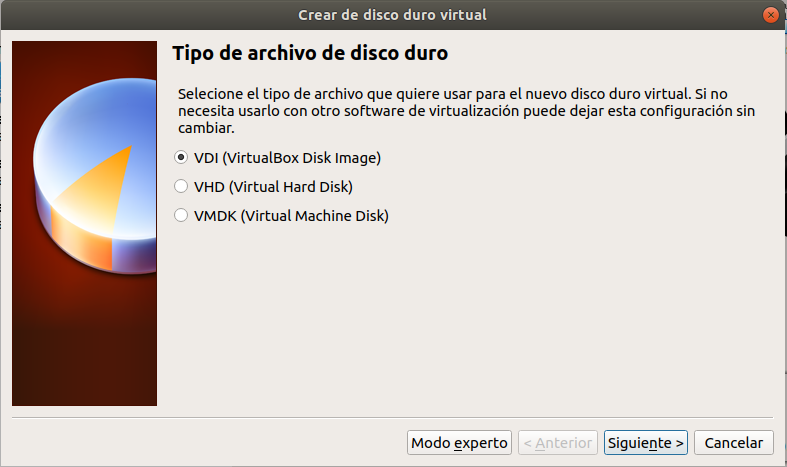 Crear de disco duro virtual
Tipo de archivo de disco duro
Selecione el tipo de archivo que quiere usar para el nuevo disco duro virtual. Si no
necesita usarlo con otro software de virtualización puede dejar esta configuración sin
cambiar.
VDI (VirtualBox Disk Image)
VHD (Virtual Hard Disk)
VMDK (Virtual Machine Disk)
Modo experto
< Anterior
Siguiente >
Cancelar